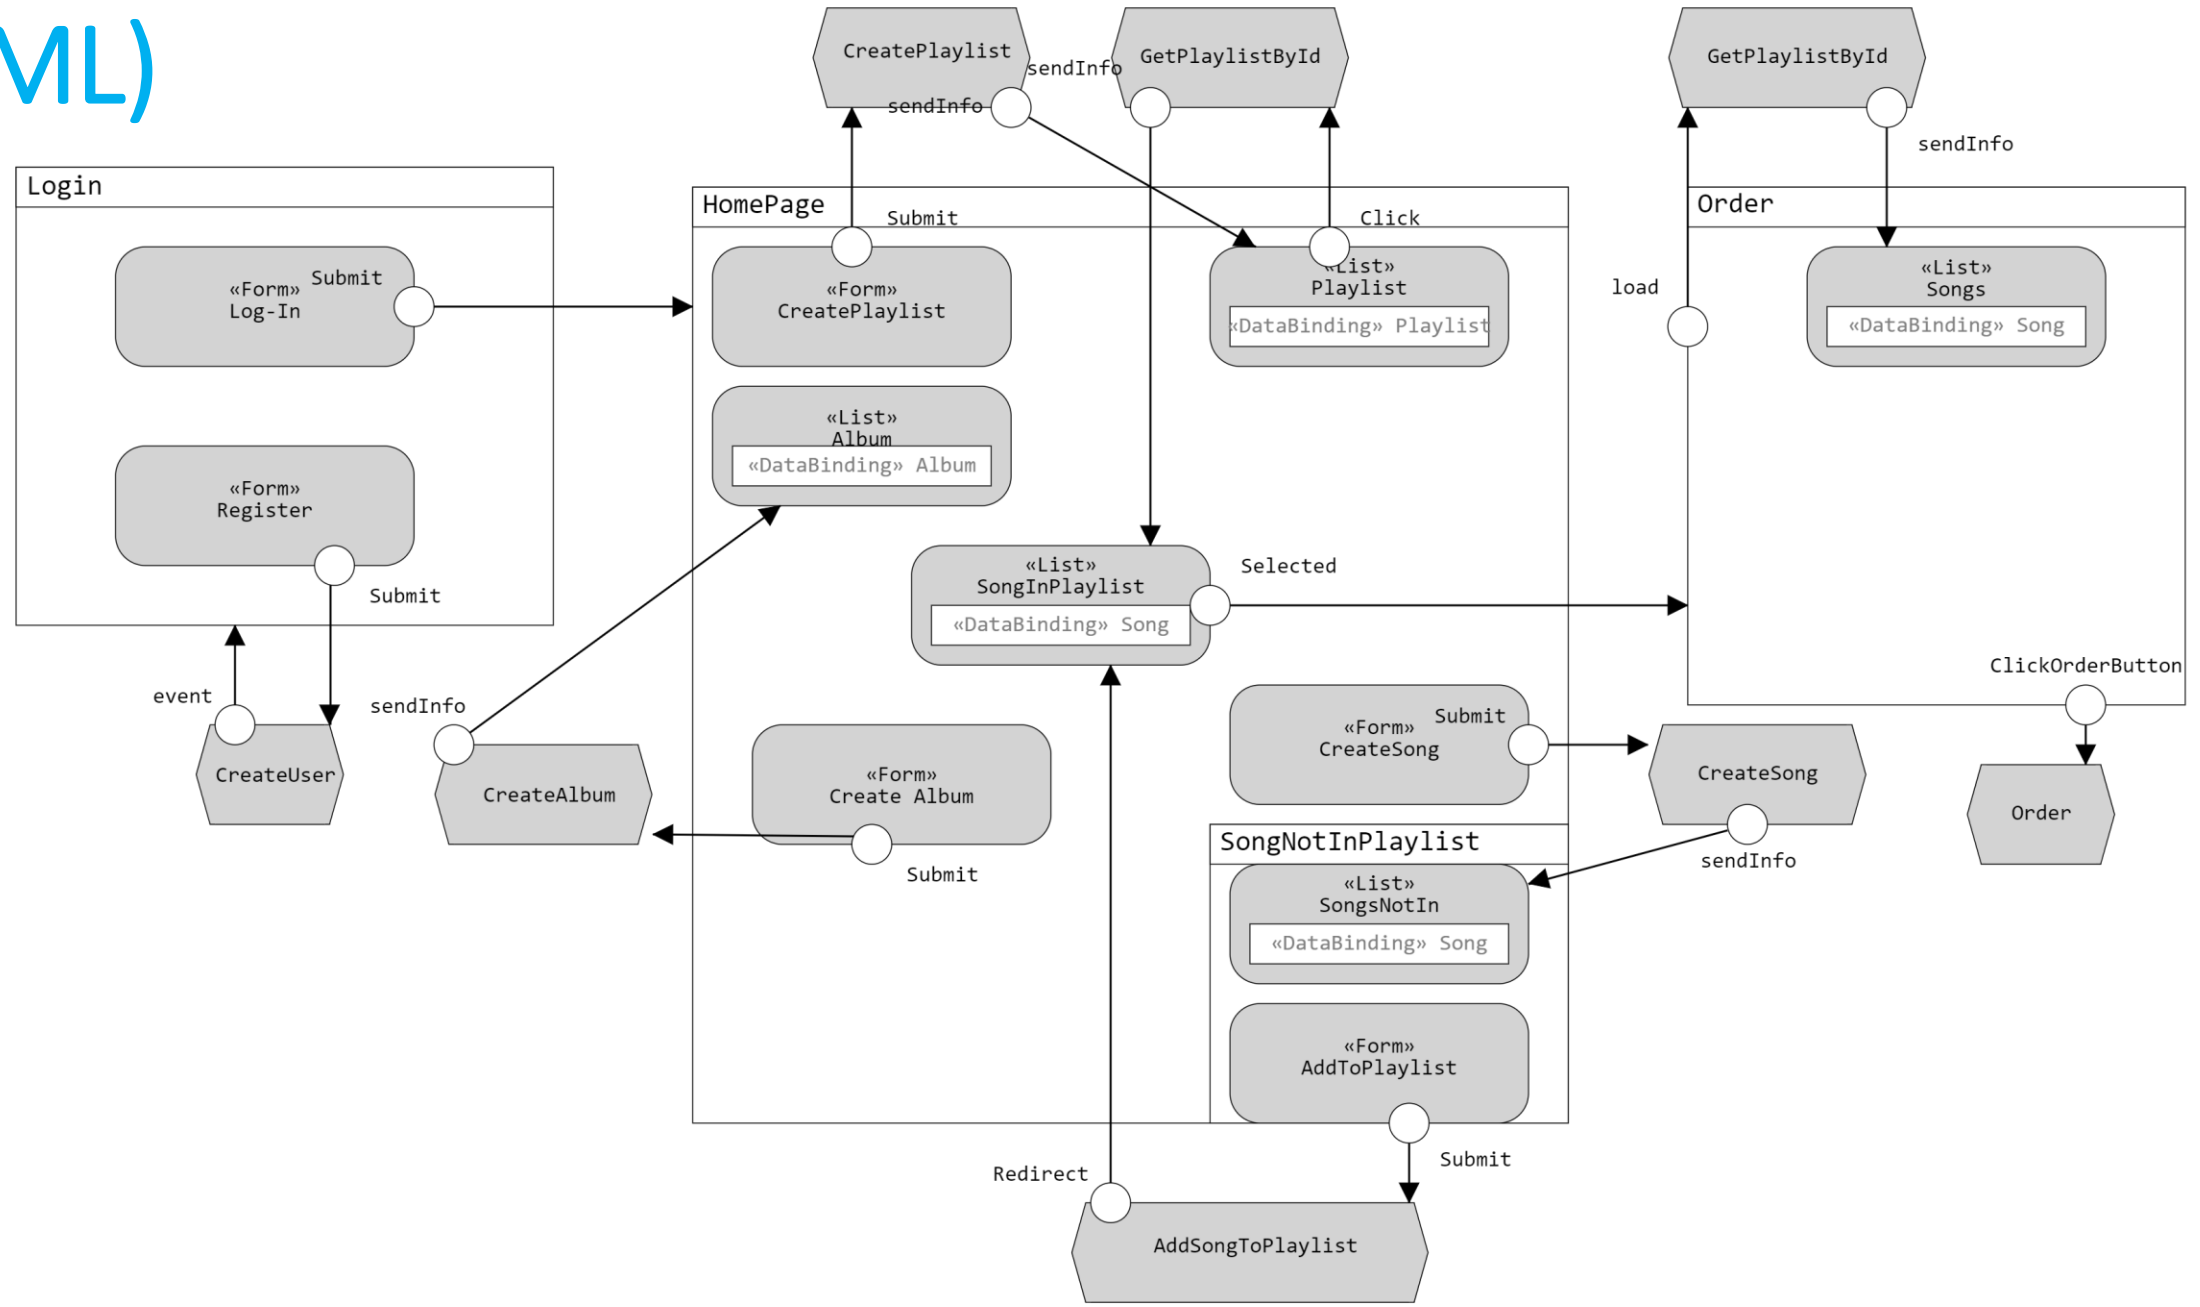 ML)
CreatePlaylist
sendInfo
sendInfo
GetPlaylistById
GetPlaylistById
sendInfo
Login
«Form»
Log-In
Submit
«Form»
Register
Submit
event
CreateUser
sendInfo
CreateAlbum
HomePage
Submit
«Form»
CreatePlaylist
Click
«List»
Playlist
«DataBinding» Playlist
«List»
Album
«DataBinding» Album
«List»
SongInPlaylist
«DataBinding» Song
Selected
«Form»
Create Album
Submit
«Form»
CreateSong
Submit
SongNotInPlaylist
«List»
SongsNotIn
«DataBinding» Song
«Form»
AddToPlaylist
Submit
Redirect
AddSongToPlaylist
Order
load
«List»
Songs
«DataBinding» Song
ClickOrderButton
CreateSong
sendInfo
Order